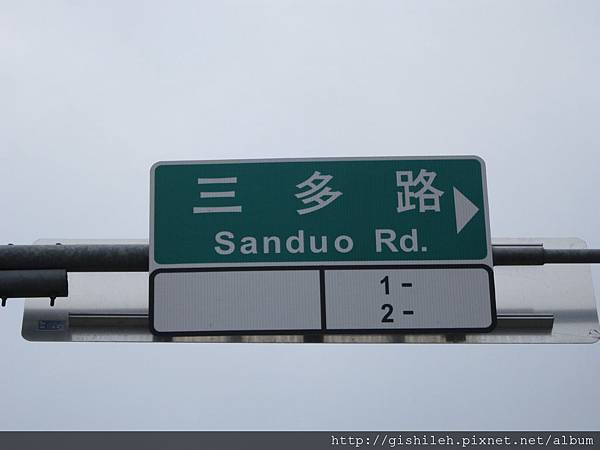 三多路
Sanduo Rd.
1 -
2 -
http://gishileh.pixnet.net/album